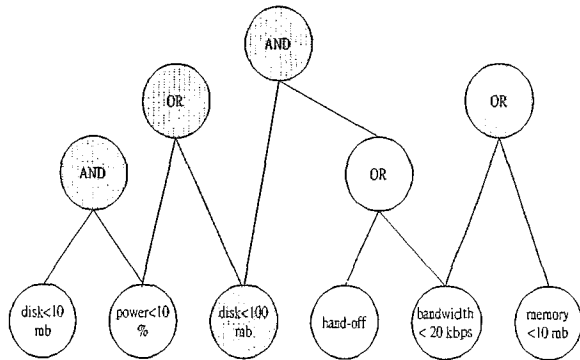 AND
OR
OR
AND
OR
disk<10
mb
power<10
%
disk<100
mb
hand-off
bandwidth
< 20 kbps
memory
<10 mb